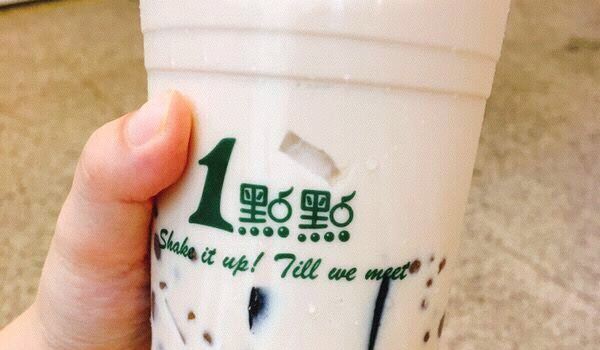 1點點
Shake it up! Till we meet